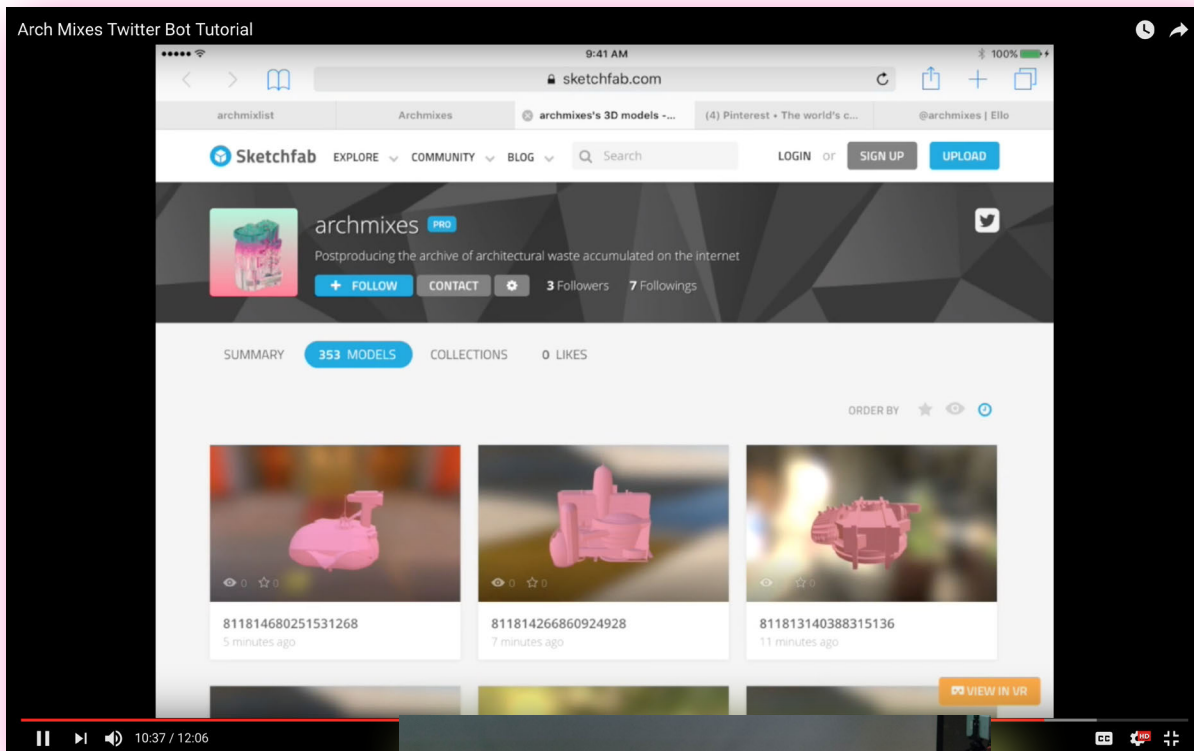 Arch Mixes Twitter Bot Tutorial
9:41 AM
100%
sketchfab.com
archmixlist
Archmixes
archmixes's 3D models -...
(4) Pinterest • The world's c...
@archmixes | Ello
Sketchfab
EXPLORE
COMMUNITY
BLOG
Search
LOGIN or
SIGN UP
UPLOAD
archmixes PRO
Postproducing the archive of architectural waste accumulated on the internet
+ FOLLOW
CONTACT
3 Followers
7 Followings
SUMMARY
353 MODELS
COLLECTIONS
0 LIKES
ORDER BY
0 0
0 0
0
811814680251531268
811814266860924928
811813140388315136
5 minutes ago
7 minutes ago
11 minutes ago
VIEW IN VR
10:37 / 12:06
CC
HD